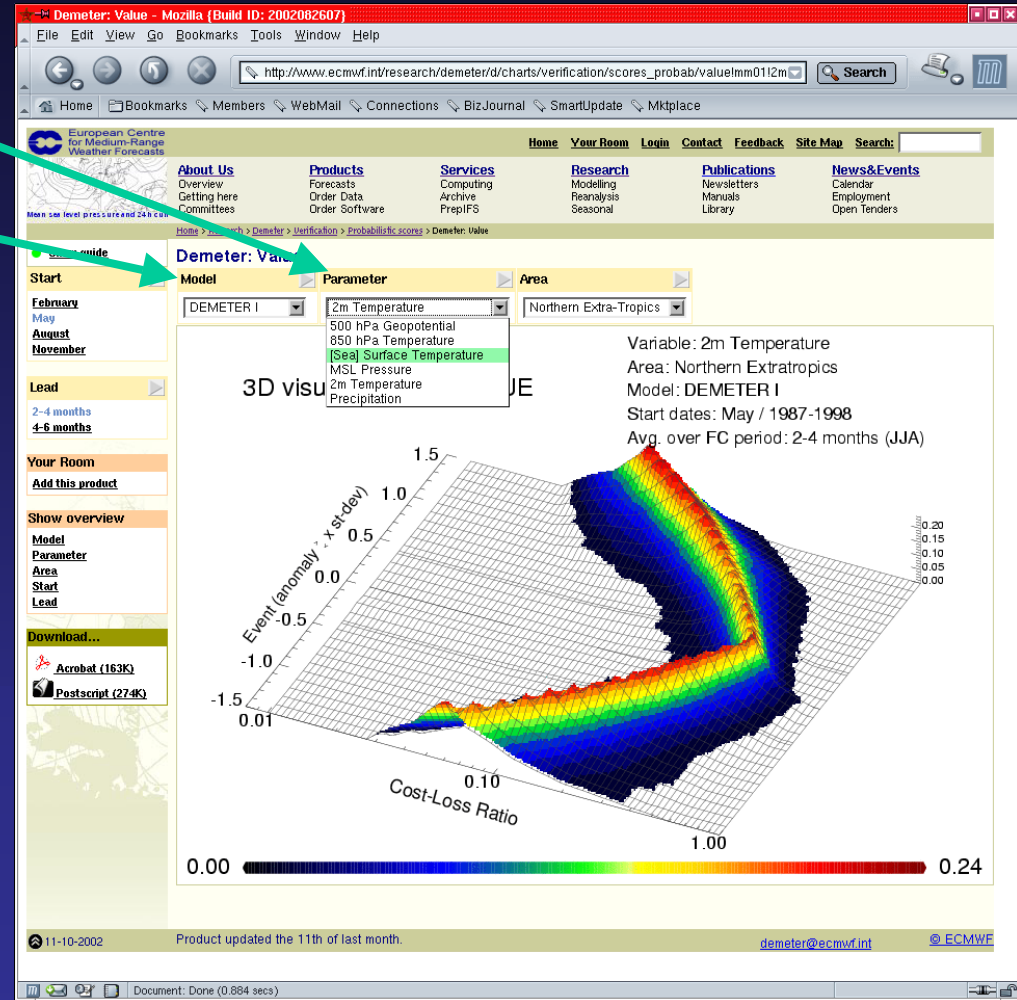 Demeter: Value - Mozilla {Build ID: 2002082607}
File Edit View Go Bookmarks Tools Window Help
http://www.ecmwf.int/research/demeter/d/charts/verification/scores_probab/value!mm01!2m
Search
Home Bookmarks Members WebMail Connections BizJournal SmartUpdate Mktplace
European Centre
for Medium-Range
Weather Forecasts
Home Your Room Login Contact Feedback Site Map Search:
About Us Products Services Research Publications News&Events
Overview Forecasts Computing Modelling Newsletters Calendar
Getting here Order Data Archive Reanalysis Manuals Employment
Committees Order Software PrepIFS Seasonal Library Open Tenders
Mean sea level pressure and 24h
Home > Research > Demeter > Verification > Probabilistic scores > Demeter: Value
guide
Demeter: Value
Start
February
May
August
November
Lead
2-4 months
4-6 months
Your Room
Add this product
Show overview
Model
Parameter
Area
Start
Lead
Download...
Acrobat (163K)
Postscript (274K)
Model Parameter Area
DEMETER I 2m Temperature Northern Extra-Tropics
500 hPa Geopotential
850 hPa Temperature
[Sea] Surface Temperature
MSL Pressure
2m Temperature
Precipitation
3D visu UE
Variable: 2m Temperature
Area: Northern Extratropics
Model: DEMETER I
Start dates: May / 1987-1998
Avg. over FC period: 2-4 months (JJA)
1.5
1.0
0.5
0.0
-0.5
-1.0
-1.5
Event (anomaly * x st-dev)
0.01
0.10
1.00
Cost-Loss Ratio
0.20
0.15
0.10
0.05
0.00
0.00 0.24
11-10-2002 Product updated the 11th of last month. demeter@ecmwf.int © ECMWF
Document: Done (0.884 secs)